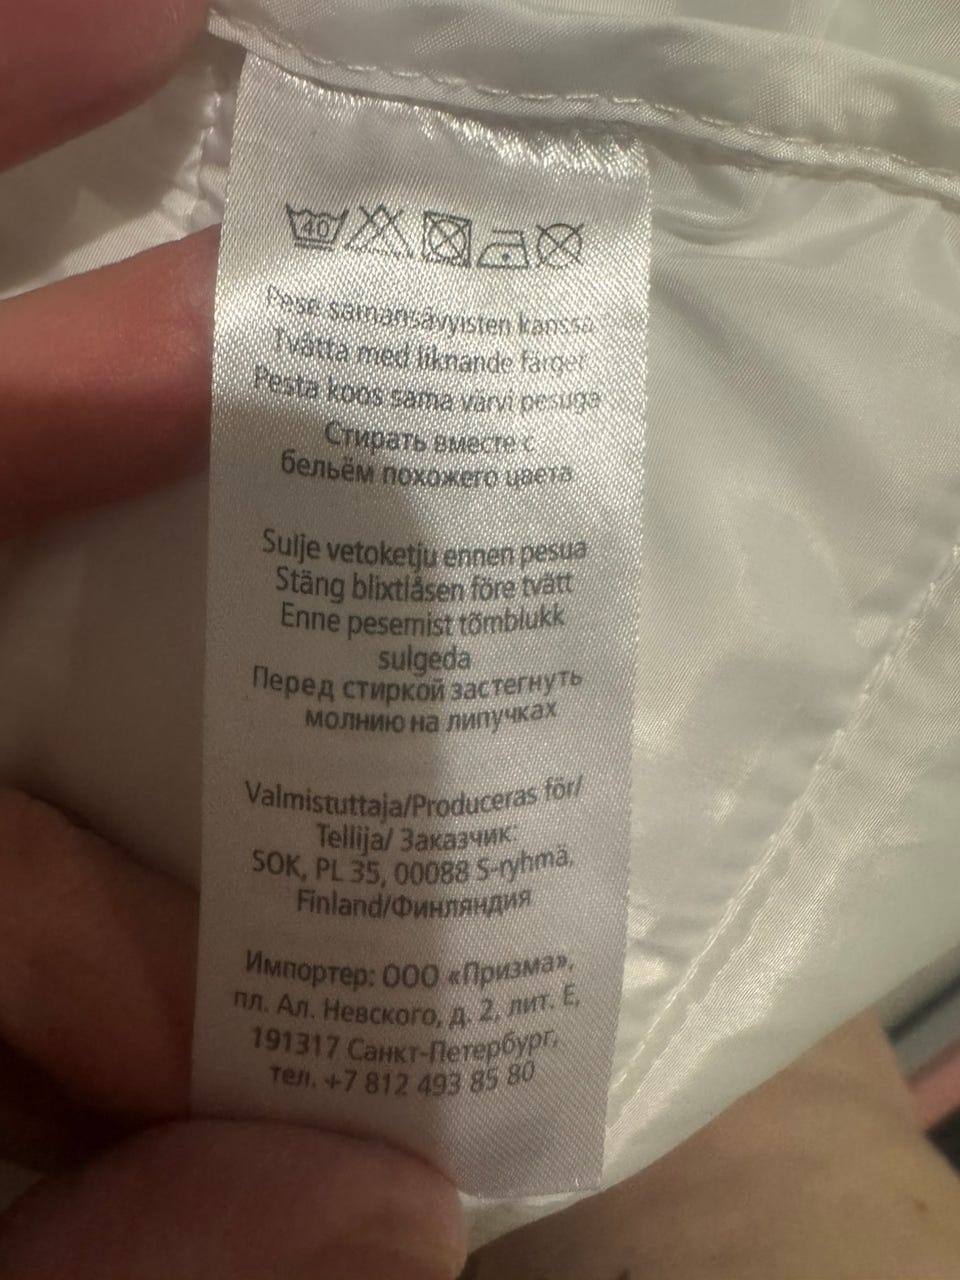 40
Pese samansävyisten kanssa
Tvätta med liknande färger
Pesta koos sama värvi pesuga
Стирать вместе с
бельём похожего цвета
Sulje vetoketju ennen pesua
Stäng blixtlåsen före tvätt
Enne pesemist tõmblukk
sulgeda
Перед стиркой застегнуть
молнию на липучках
Valmistuttaja/Produceras för/
Tellija/ Заказчик:
SOK, PL 35, 00088 S-ryhmä,
Finland/Финляндия
Импортер: ООО «Призма»,
пл. Ал. Невского, д. 2, лит. Е,
191317 Санкт-Петербург,
тел. +7 812 493 85 80